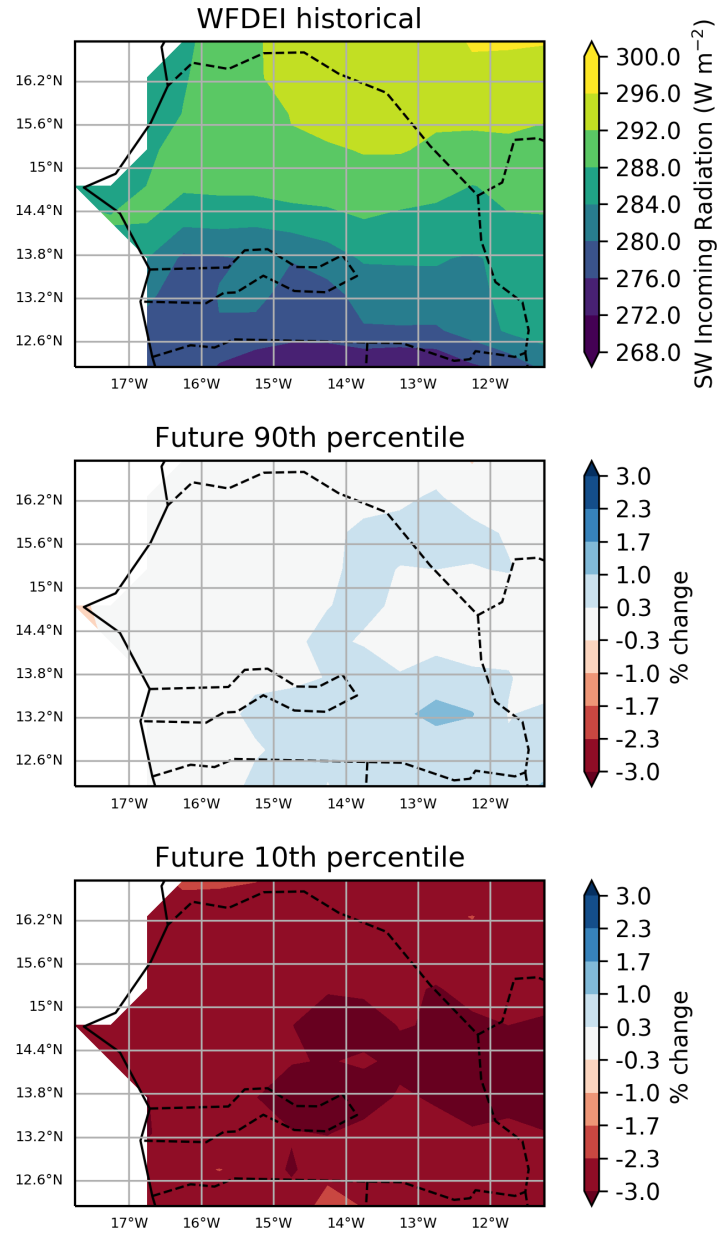 WFDEI historical
16.2°N
15.6°N
15°N
14.4°N
13.8°N
13.2°N
12.6°N
17°W 16°W 15°W 14°W 13°W 12°W
300.0
296.0
292.0
288.0
284.0
280.0
276.0
272.0
268.0
SW Incoming Radiation (W m⁻²)
Future 90th percentile
16.2°N
15.6°N
15°N
14.4°N
13.8°N
13.2°N
12.6°N
17°W 16°W 15°W 14°W 13°W 12°W
3.0
2.3
1.7
1.0
0.3
-0.3
-1.0
-1.7
-2.3
-3.0
% change
Future 10th percentile
16.2°N
15.6°N
15°N
14.4°N
13.8°N
13.2°N
12.6°N
17°W 16°W 15°W 14°W 13°W 12°W
3.0
2.3
1.7
1.0
0.3
-0.3
-1.0
-1.7
-2.3
-3.0
% change